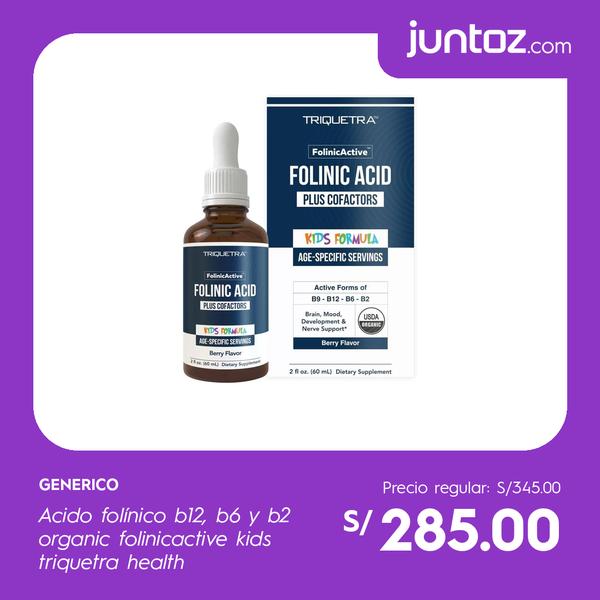 juntoz.com
TRIQUETRA™
FolinicActive™
FOLINIC ACID
PLUS COFACTORS
KIDS FORMULA
AGE-SPECIFIC SERVINGS
Active Forms of
B9 - B12 - B6 - B2
Brain, Mood,
Development &
Nerve Support*
USDA
ORGANIC
Berry Flavor
2 fl oz. (60 mL) Dietary Supplement
TRIQUETRA
FolinicActive
FOLINIC ACID
PLUS COFACTORS
KIDS FORMULA
AGE-SPECIFIC SERVINGS
Berry Flavor
2 fl oz. (60 mL) Dietary Supplement
GENERICO
Acido folínico b12, b6 y b2
organic folinicactive kids
triquetra health
Precio regular: S/345.00
S/ 285.00